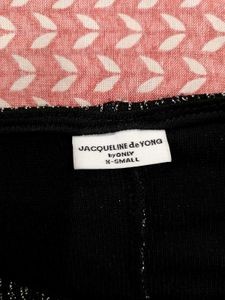 JACQUELINE de YONG
by ONLY
X-SMALL